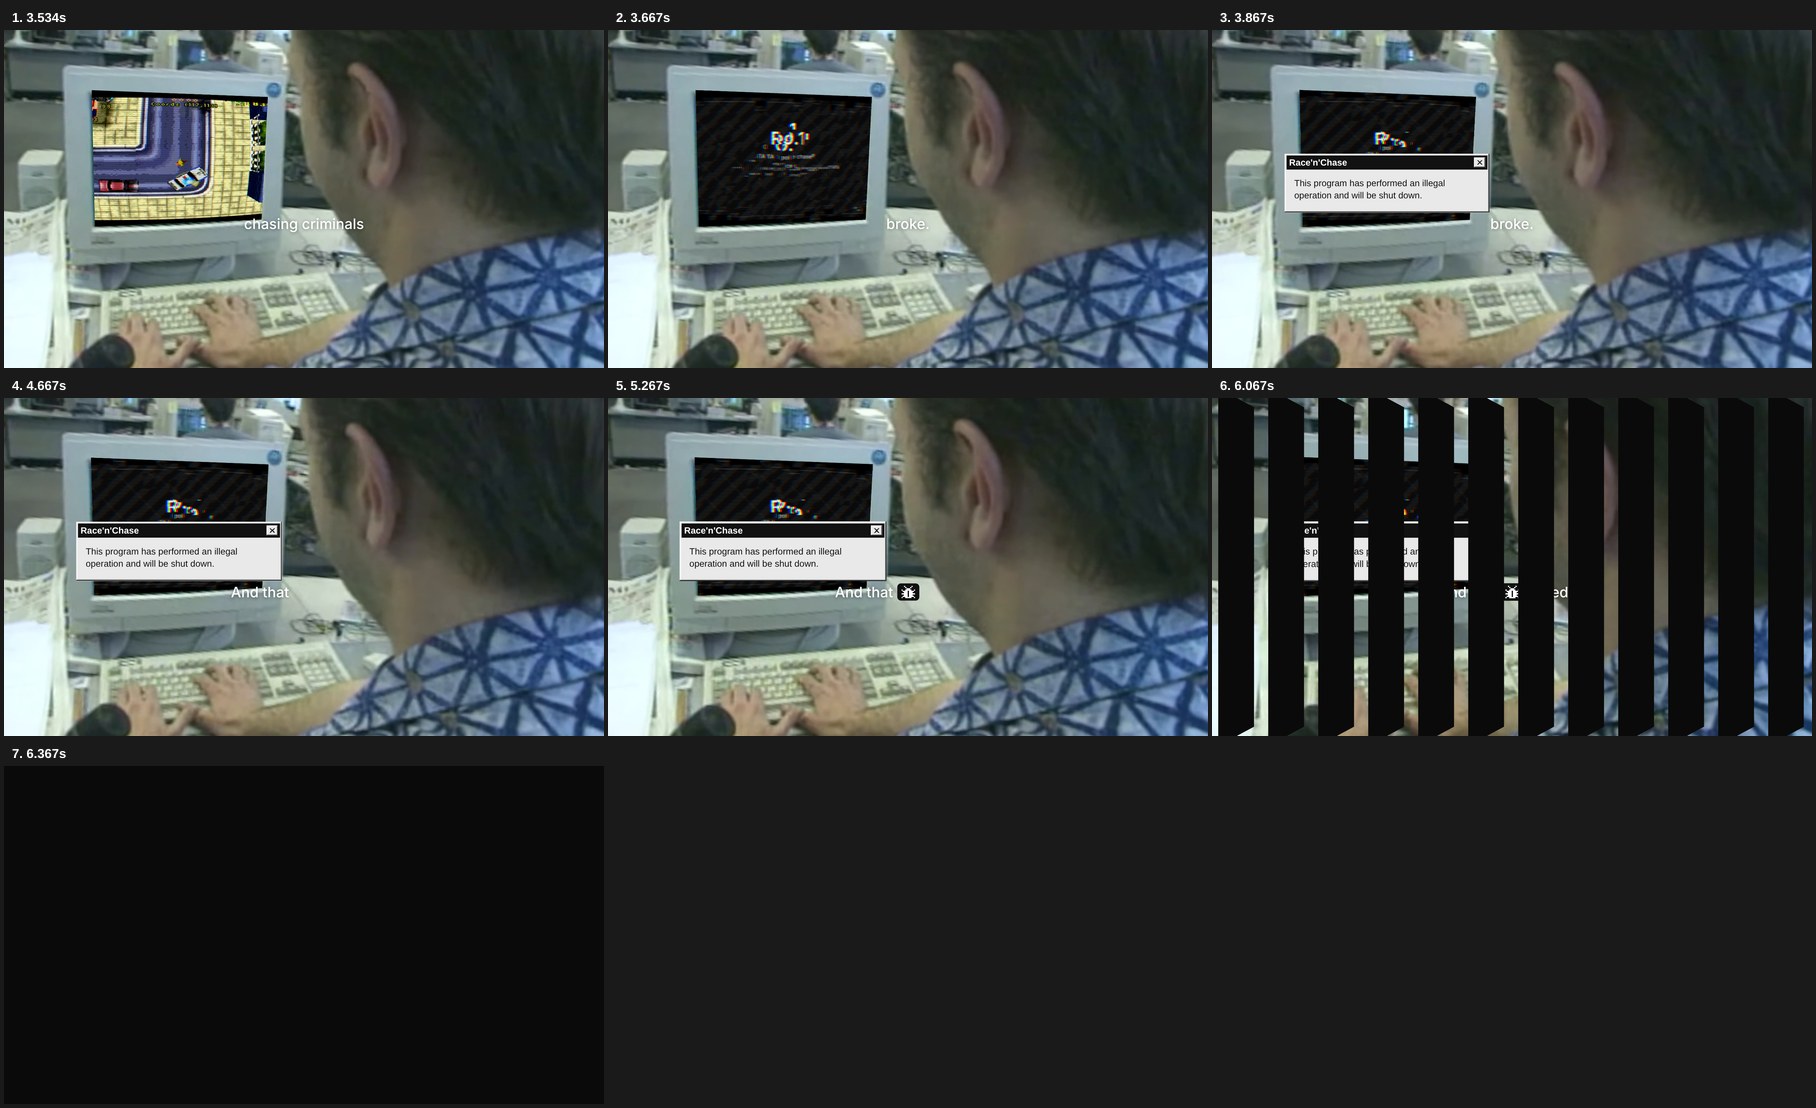 1. 3.534s
chasing criminals
2. 3.667s
broke.
3. 3.867s
Race'n'Chase
This program has performed an illegal
operation and will be shut down.
broke.
4. 4.667s
Race'n'Chase
This program has performed an illegal
operation and will be shut down.
And that
5. 5.267s
Race'n'Chase
This program has performed an illegal
operation and will be shut down.
And that
6. 6.067s
7. 6.367s